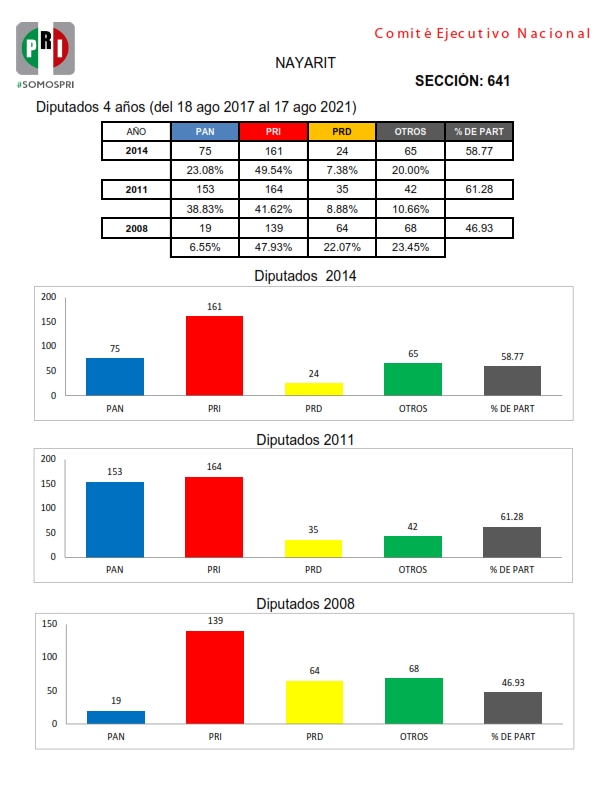 Comité Ejecutivo Nacional
PRI
#SOMOSPRI
NAYARIT
SECCIÓN: 641
Diputados 4 años (del 18 ago 2017 al 17 ago 2021)
AÑO PAN PRI PRD OTROS % DE PART
2014 75 161 24 65 58.77
23.08% 49.54% 7.38% 20.00%
2011 153 164 35 42 61.28
38.83% 41.62% 8.88% 10.66%
2008 19 139 64 68 46.93
6.55% 47.93% 22.07% 23.45%
Diputados 2014
200
150
100
50
0
75 161 24 65 58.77
PAN PRI PRD OTROS % DE PART
Diputados 2011
200
150
100
50
0
153 164 35 42 61.28
PAN PRI PRD OTROS % DE PART
Diputados 2008
150
100
50
0
19 139 64 68 46.93
PAN PRI PRD OTROS % DE PART